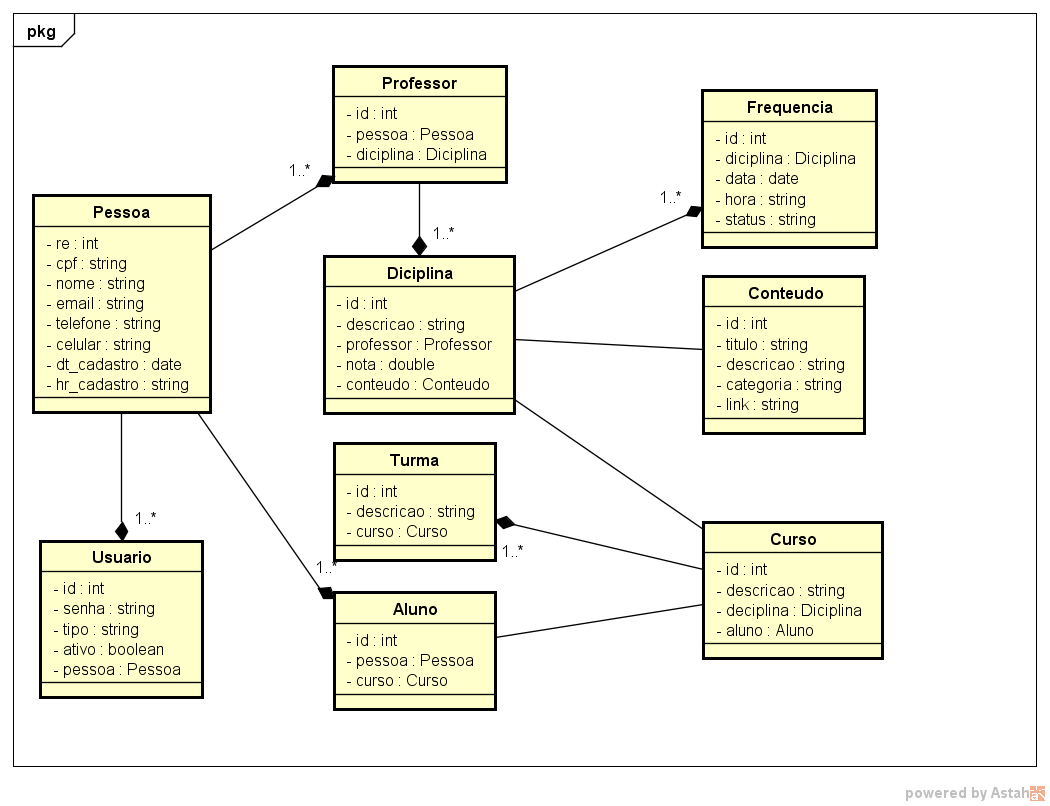 pkg
Professor
- id : int
- pessoa : Pessoa
- diciplina : Diciplina
1..*
Frequencia
- id : int
- diciplina : Diciplina
- data : date
- hora : string
- status : string
1..*
Pessoa
- re : int
- cpf : string
- nome : string
- email : string
- telefone : string
- celular : string
- dt_cadastro : date
- hr_cadastro : string
1..*
Diciplina
- id : int
- descricao : string
- professor : Professor
- nota : double
- conteudo : Conteudo
Conteudo
- id : int
- titulo : string
- descricao : string
- categoria : string
- link : string
Turma
- id : int
- descricao : string
- curso : Curso
1..*
1..*
Usuario
- id : int
- senha : string
- tipo : string
- ativo : boolean
- pessoa : Pessoa
1..*
Aluno
- id : int
- pessoa : Pessoa
- curso : Curso
Curso
- id : int
- descricao : string
- deciplina : Diciplina
- aluno : Aluno
powered by Astah